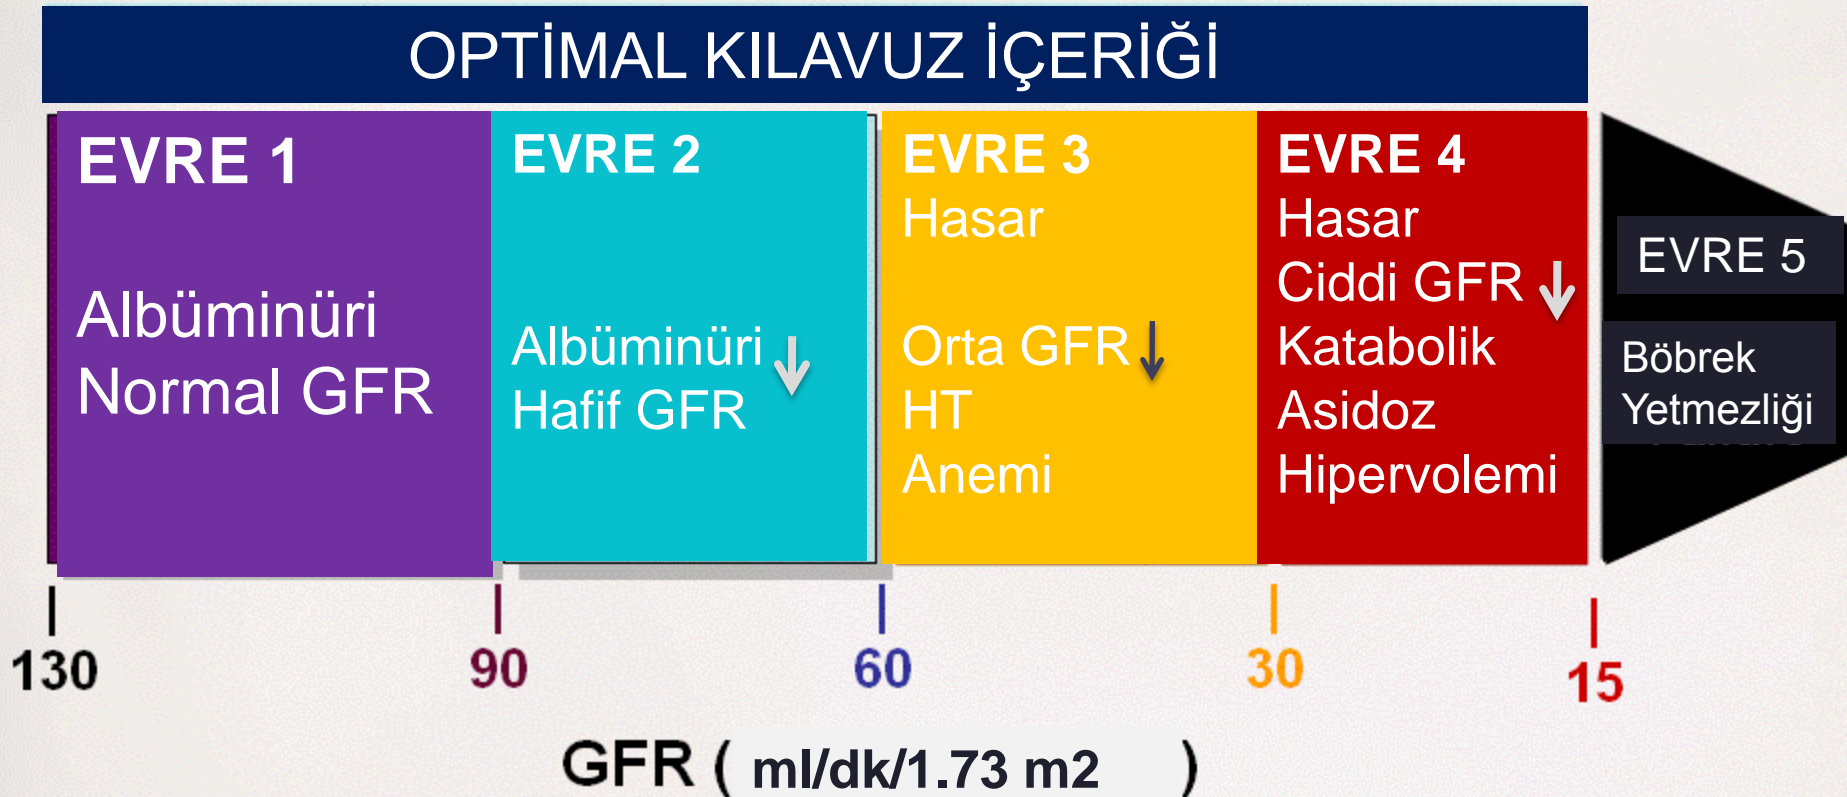 OPTİMAL KILAVUZ İÇERİĞİ
EVRE 1
Albüminüri
Normal GFR
EVRE 2
Albüminüri
Hafif GFR
EVRE 3
Hasar
Orta GFR
HT
Anemi
EVRE 4
Hasar
Ciddi GFR
Katabolik
Asidoz
Hipervolemi
EVRE 5
Böbrek
Yetmezliği
130
90
60
30
15
GFR ( ml/dk/1.73 m2 )